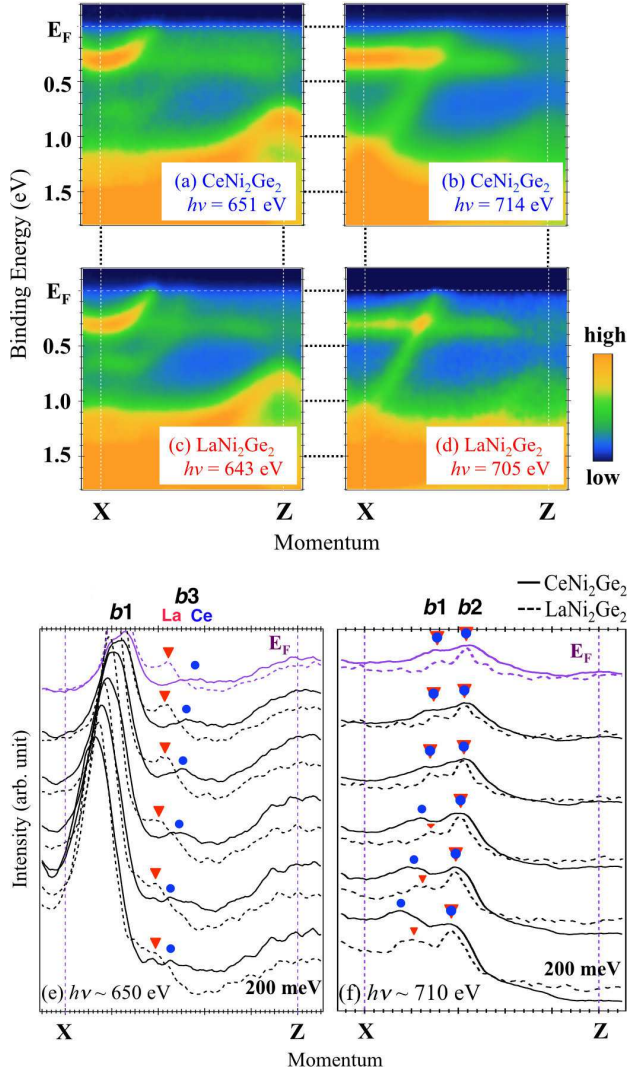 E_F
0.5
1.0
1.5
(a) CeNi₂Ge₂
hν = 651 eV
(b) CeNi₂Ge₂
hν = 714 eV
Binding Energy (eV)
E_F
0.5
1.0
1.5
(c) LaNi₂Ge₂
hν = 643 eV
(d) LaNi₂Ge₂
hν = 705 eV
high
low
X
Z
X
Z
Momentum
b1
b3
La Ce
E_F
Intensity (arb. unit)
(e) hν ~ 650 eV
200 meV
X
Z
CeNi₂Ge₂
LaNi₂Ge₂
b1
b2
E_F
(f) hν ~ 710 eV
200 meV
X
Z
Momentum